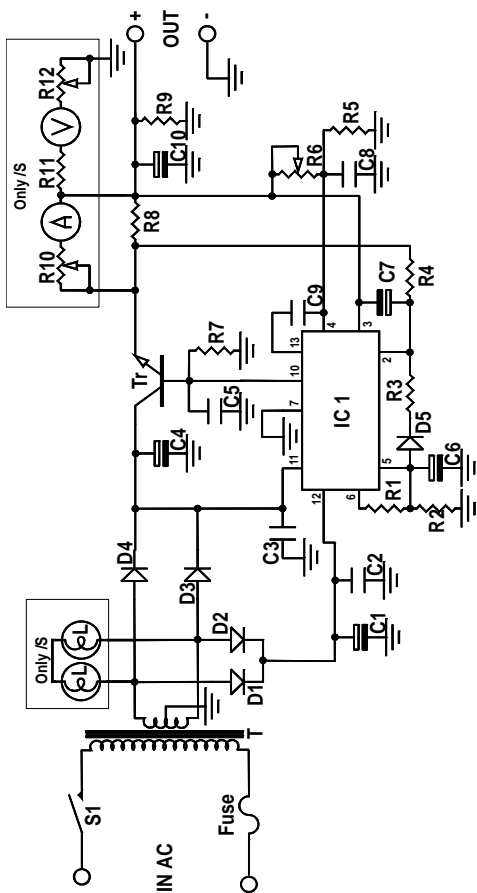 Only /S
R10
A
R11
V
R12
+
OUT
-
R8
C10
R9
Tr
C4
C5
R7
C9
R6
C8
R5
Only /S
L
L
D4
D3
D2
D1
C3
11
7
10
13
4
12
IC 1
3
6
5
2
C7
R4
R3
D5
R1
R2
C6
C2
C1
T
S1
IN AC
Fuse